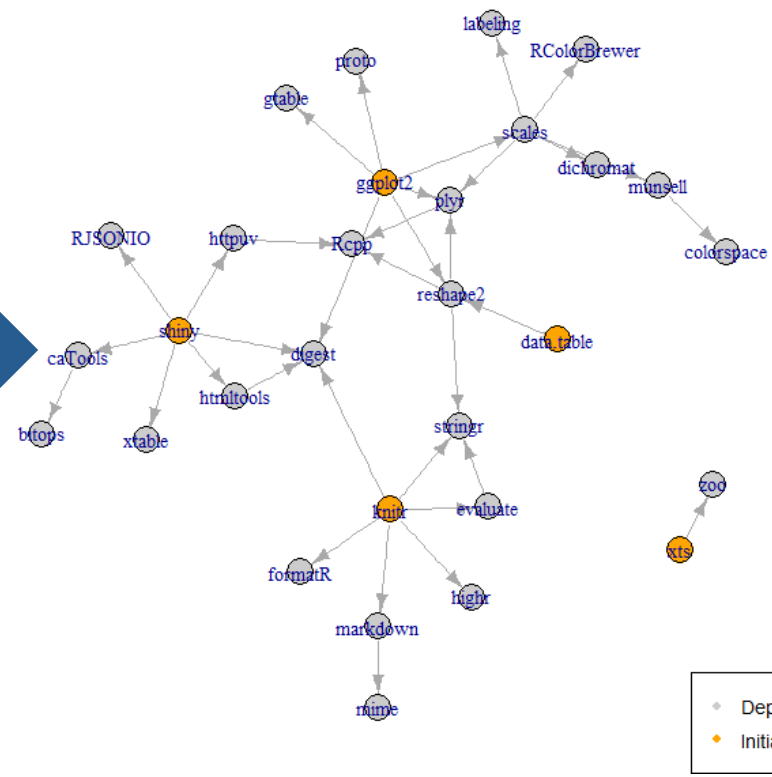 labeling
RColorBrewer
proto
gtable
scales
dichromat
ggplot2
munsell
plyr
RJSONIO
httpuv
Rcpp
colorspace
reshape2
shiny
data.table
caTools
digest
htmltools
bitops
xtable
stringr
zoo
knitr
evaluate
xts
formatR
highr
markdown
mime
Dep
Initia